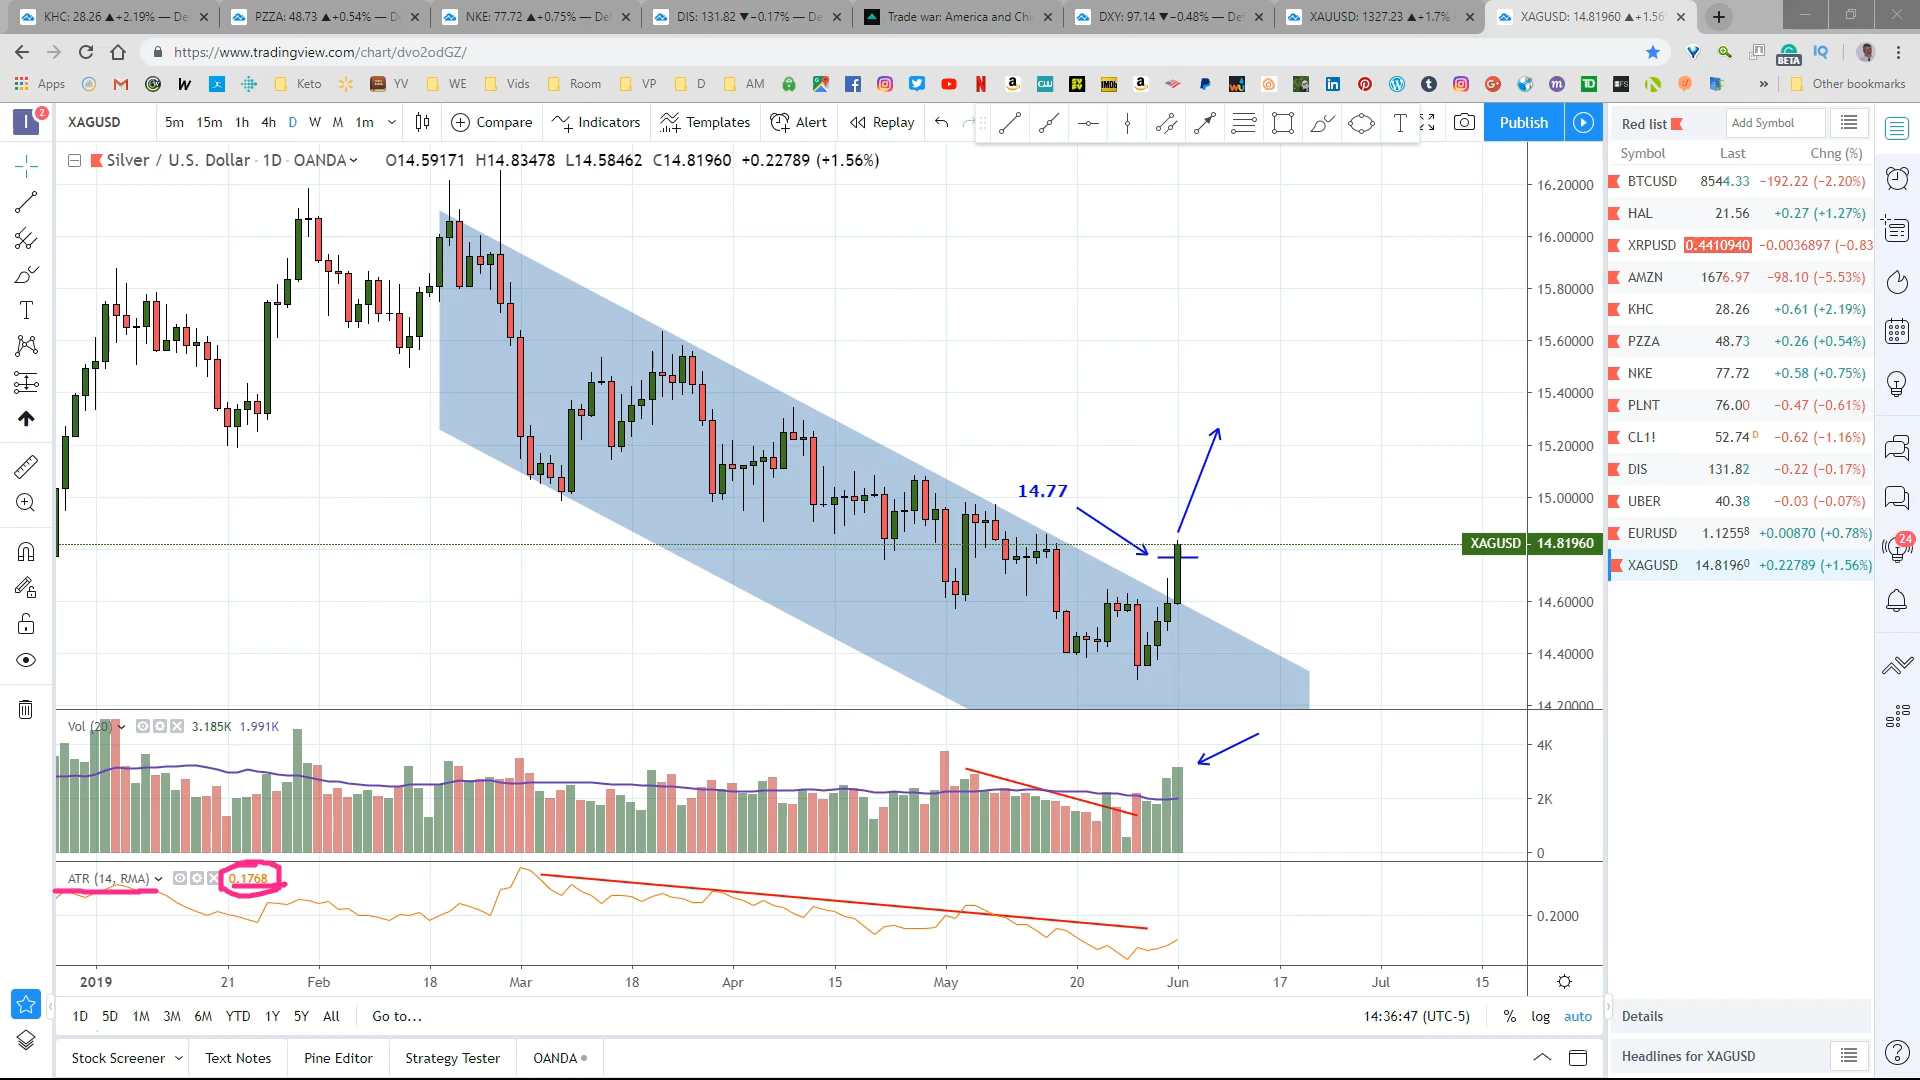 KHC: 28.26 ▲+2.19% — De
PZZA: 48.73 ▲+0.54% — De
NKE: 77.72 ▲+0.75% — De
DIS: 131.82 ▼−0.17% — De
Trade war: America and Chi
DXY: 97.14 ▼−0.48% — De
XAUUSD: 1327.23 ▲+1.7%
XAGUSD: 14.81960 ▲+1.56
https://www.tradingview.com/chart/dvo2odGZ/
BETA
IQ
Apps
Keto
YV
WE
Vids
Room
VP
D
AM
Other bookmarks
2
XAGUSD
5m 15m 1h 4h D W M 1m
Compare
Indicators
Templates
Alert
Replay
Publish
Silver / U.S. Dollar · 1D · OANDA
O14.59171 H14.83478 L14.58462 C14.81960 +0.22789 (+1.56%)
16.20000
16.00000
15.80000
15.60000
15.40000
15.20000
15.00000
XAGUSD 14.81960
14.60000
14.40000
14.20000
14.77
Vol (20) 3.185K 1.991K
4K
2K
0
ATR (14, RMA) 0.1768
0.2000
2019 21 Feb 18 Mar 18 Apr 15 May 20 Jun 17 Jul 15
1D 5D 1M 3M 6M YTD 1Y 5Y All Go to...
14:36:47 (UTC-5) % log auto
Stock Screener Text Notes Pine Editor Strategy Tester OANDA
Red list
Add Symbol
Symbol Last Chng (%)
BTCUSD 8544.33 −192.22 (−2.20%)
HAL 21.56 +0.27 (+1.27%)
XRPUSD 0.4410940 −0.0036897 (−0.83
AMZN 1676.97 −98.10 (−5.53%)
KHC 28.26 +0.61 (+2.19%)
PZZA 48.73 +0.26 (+0.54%)
NKE 77.72 +0.58 (+0.75%)
PLNT 76.00 −0.47 (−0.61%)
CL1! 52.74 D −0.62 (−1.16%)
DIS 131.82 −0.22 (−0.17%)
UBER 40.38 −0.03 (−0.07%)
EURUSD 1.12558 +0.00870 (+0.78%)
XAGUSD 14.81960 +0.22789 (+1.56%)
24
Details
Headlines for XAGUSD